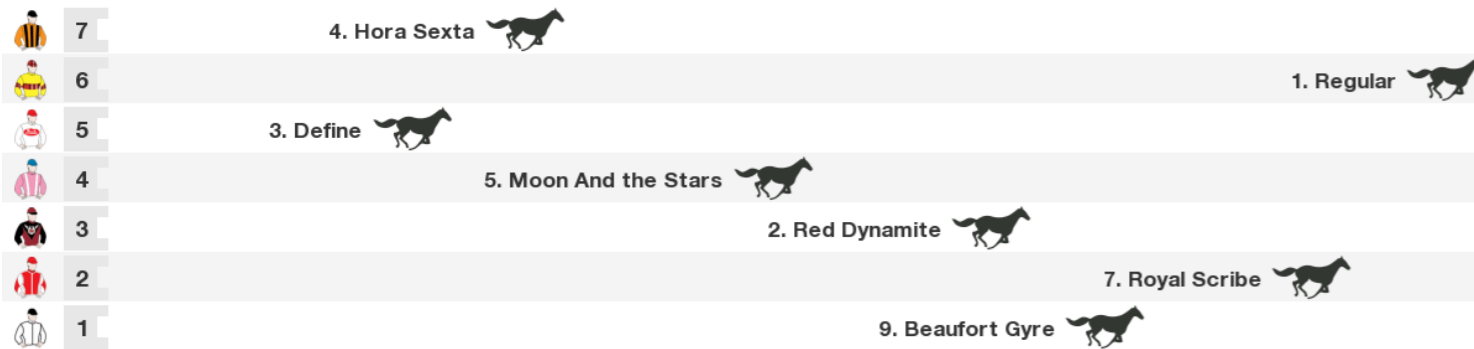 7 4. Hora Sexta
6 1. Regular
5 3. Define
4 5. Moon And the Stars
3 2. Red Dynamite
2 7. Royal Scribe
1 9. Beaufort Gyre